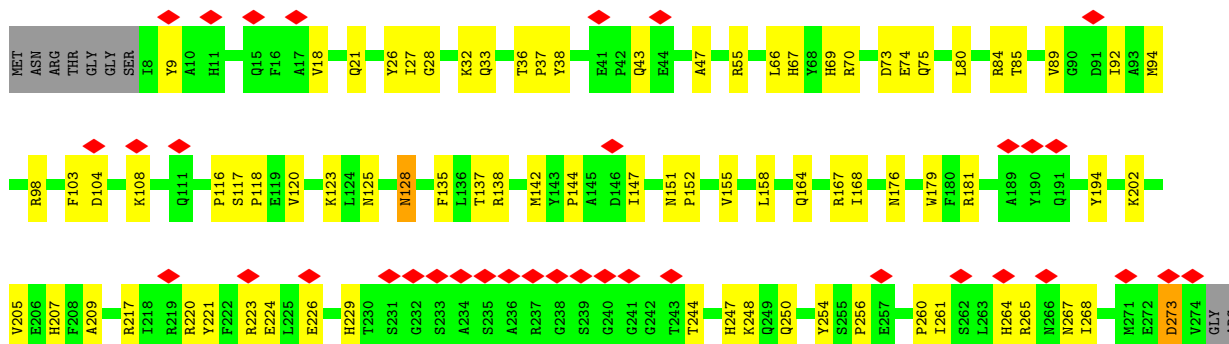 MET ASN ARG THR GLY GLY SER I8 Y9 A10 H11 Q15 F16 A17 V18 Q21 Y26 I27 G28 K32 Q33 T36 P37 Y38 E41 P42 Q43 E44 A47 R55 L66 H67 Y68 H69 R70 D73 E74 Q75 L80 R84 T85 V89 G90 D91 I92 A93 M94
R98 F103 D104 K108 Q111 P116 S117 P118 E119 V120 K123 L124 N125 N128 F135 L136 T137 R138 M142 Y143 P144 A145 D146 I147 N151 P152 V155 L158 Q164 R167 I168 N176 W179 F180 R181 A189 Y190 Q191 Y194 K202
V205 E206 H207 F208 A209 R217 I218 R219 R220 Y221 F222 R223 E224 L225 E226 H229 T230 S231 G232 S233 A234 S235 A236 R237 G238 S239 G240 G241 G242 T243 T244 H247 K248 Q249 Q250 Y254 S255 P256 E257 P260 I261 S262 L263 H264 R265 N266 N267 I268 M271 E272 D273 V274 GLY